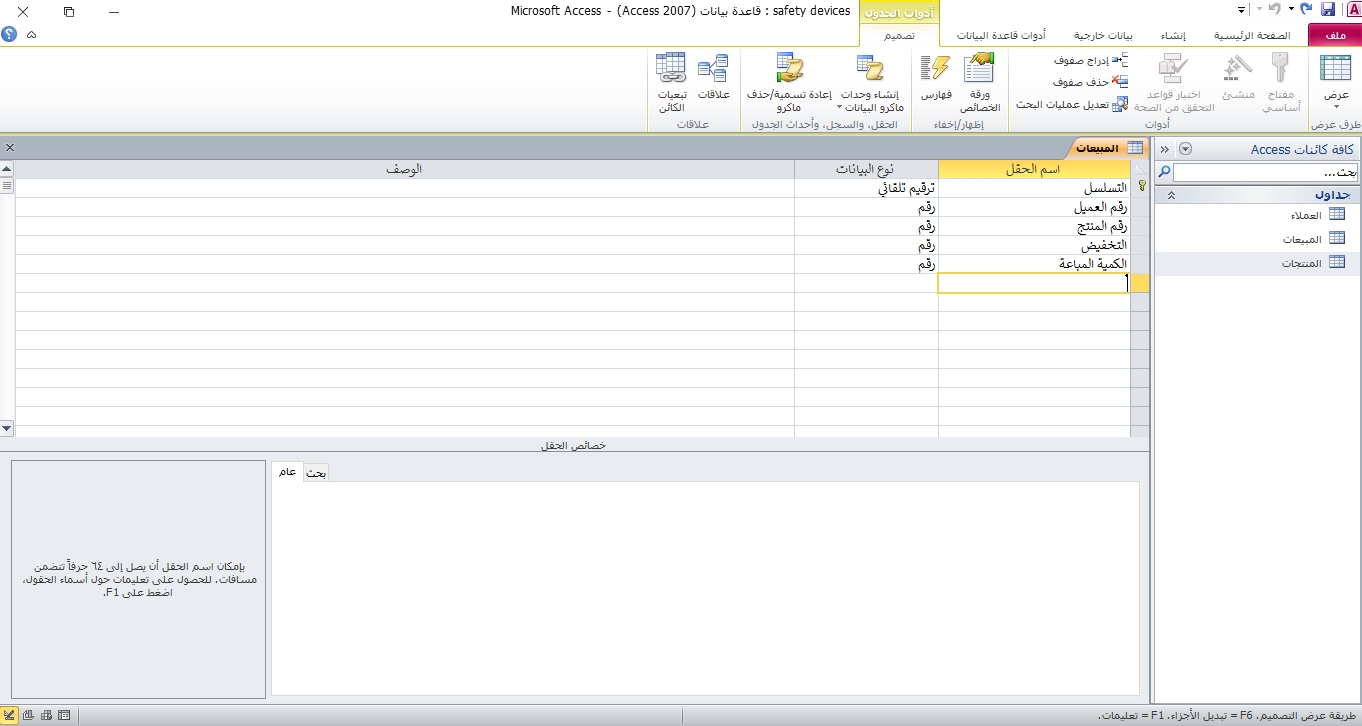 safety devices : قاعدة بيانات (Access 2007) - Microsoft Access
أدوات الجدول
ملف
الصفحة الرئيسية
إنشاء
بيانات خارجية
أدوات قاعدة البيانات
تصميم
عرض
مفتاح أساسي
منشئ
اختبار قواعد التحقق من الصحة
إدراج صفوف
حذف صفوف
تعديل عمليات البحث
ورقة الخصائص
فهارس
إنشاء وحدات ماكرو البيانات
إعادة تسمية/حذف ماكرو
علاقات
تبعيات الكائن
طرق عرض
أدوات
إظهار/إخفاء
الحقل، والسجل، وأحداث الجدول
علاقات
كافة كائنات Access
بحث...
جداول
العملاء
المبيعات
المنتجات
المبيعات
اسم الحقل
نوع البيانات
الوصف
التسلسل
ترقيم تلقائي
رقم العميل
رقم
رقم المنتج
رقم
التخفيض
رقم
الكمية المباعة
رقم
خصائص الحقل
عام
بحث
بإمكان اسم الحقل أن يصل إلى ٦٤ حرفاً تتضمن
مسافات. للحصول على تعليمات حول أسماء الحقول،
اضغط على F1.
طريقة عرض التصميم. F6 = تبديل الأجزاء. F1 = تعليمات.